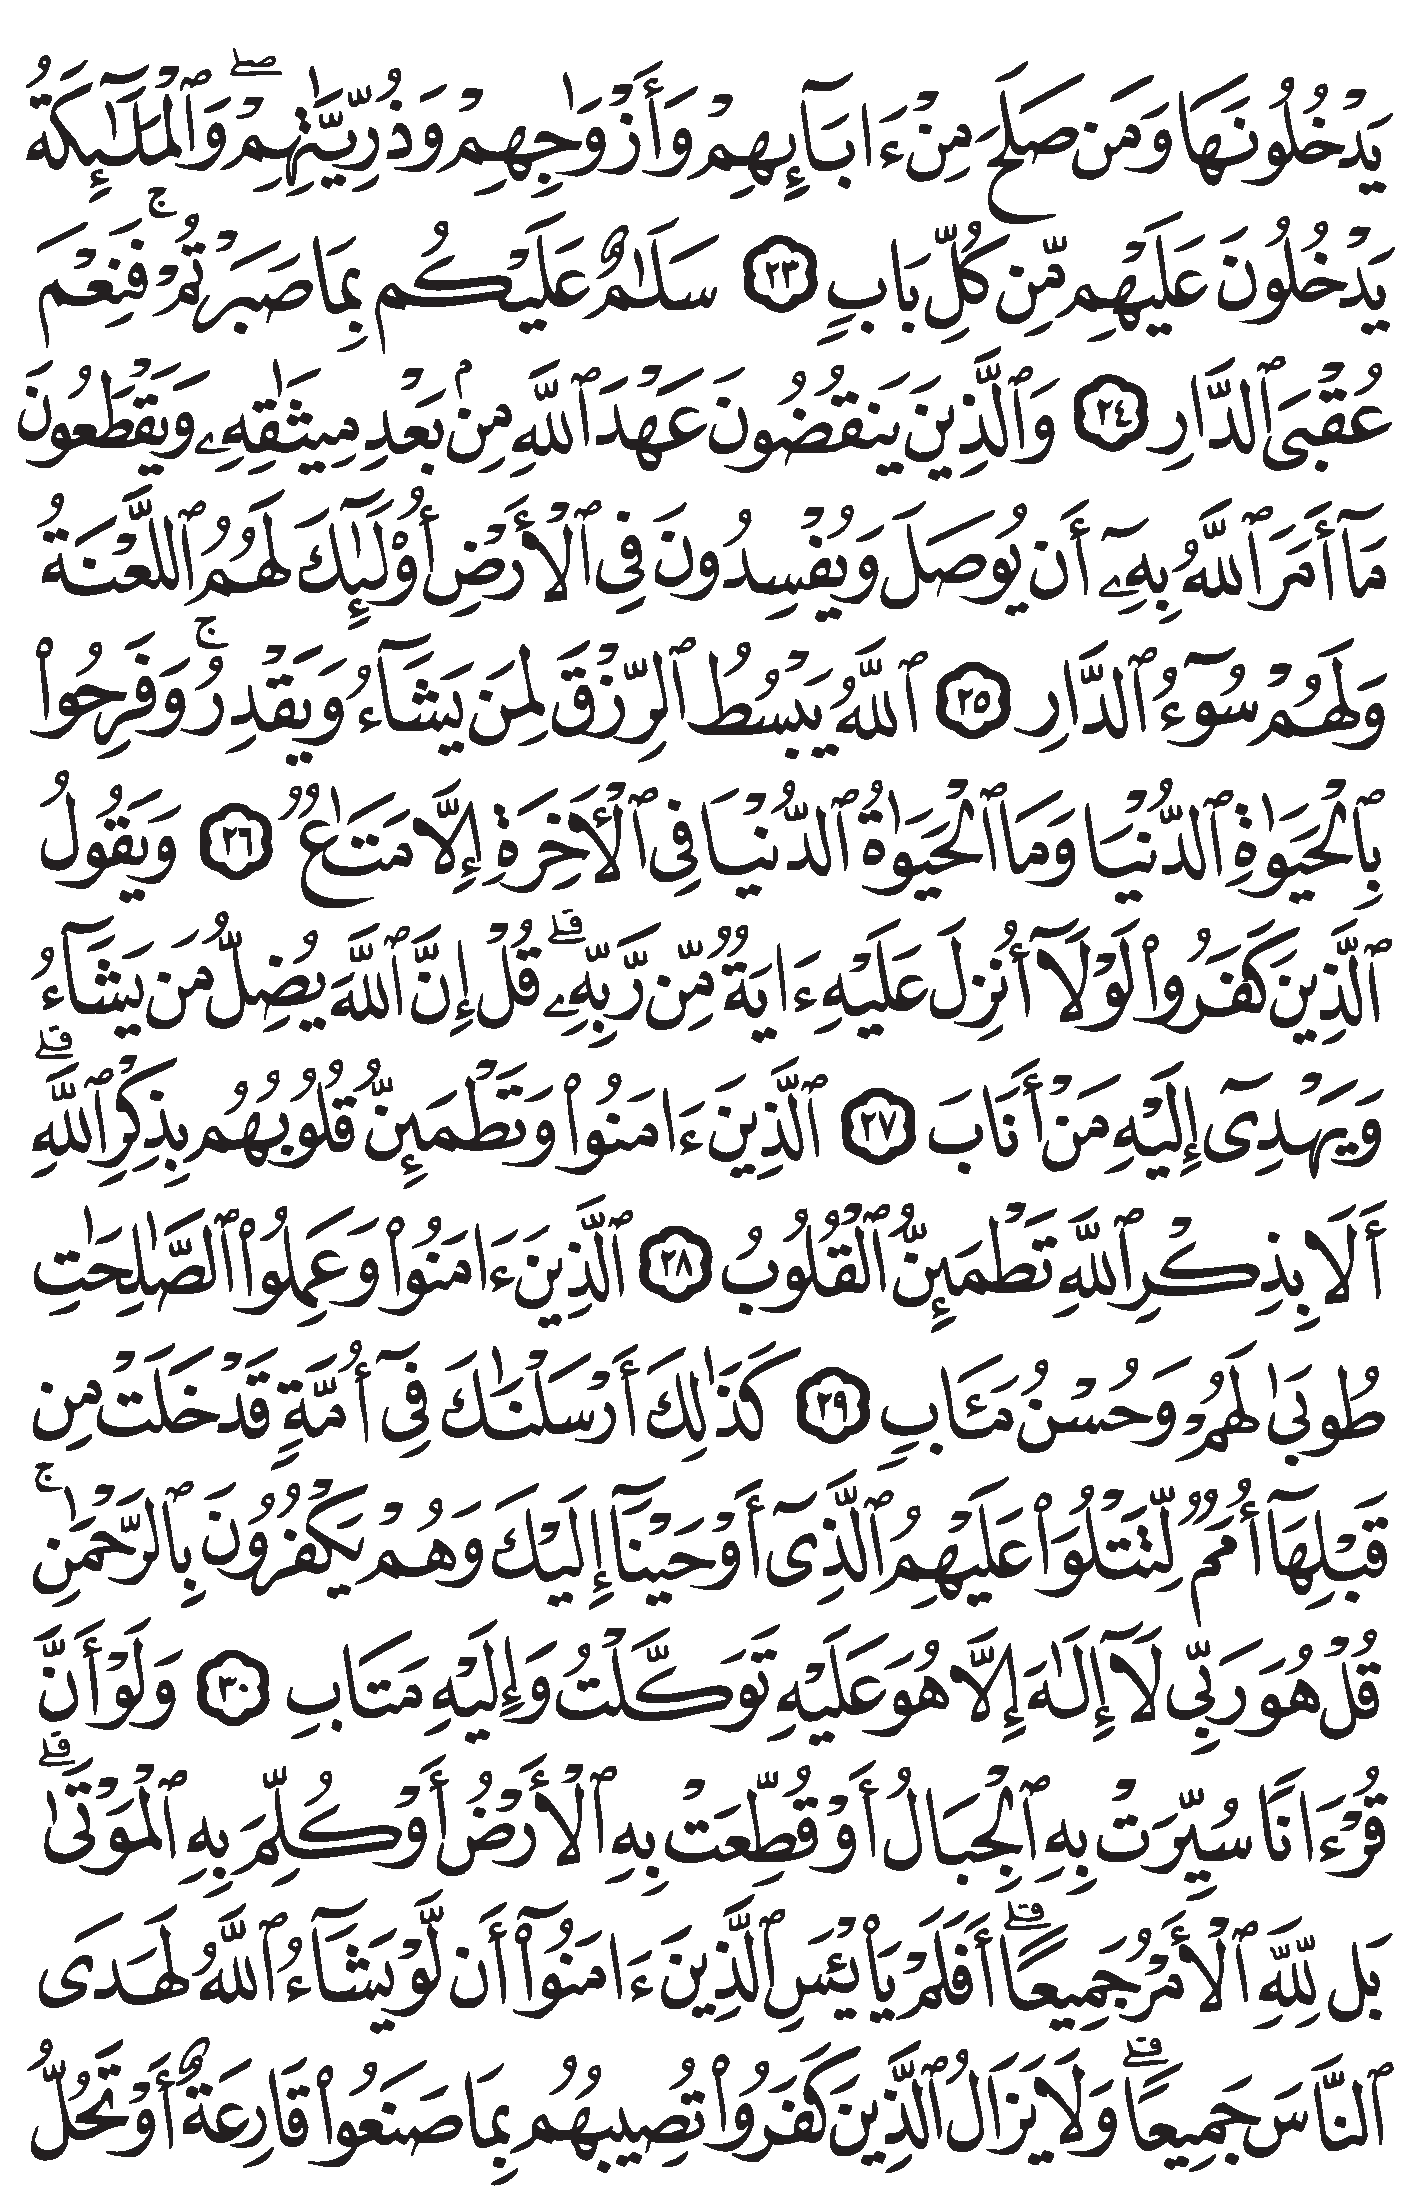 يَدْخُلُونَهَا وَمَن صَلَحَ مِنْ ءَابَآئِهِمْ وَأَزْوَٰجِهِمْ وَذُرِّيَّٰتِهِمْ ۖ وَٱلْمَلَٰٓئِكَةُ
يَدْخُلُونَ عَلَيْهِم مِّن كُلِّ بَابٍ ٢٣ سَلَٰمٌ عَلَيْكُم بِمَا صَبَرْتُمْ ۚ فَنِعْمَ
عُقْبَى ٱلدَّارِ ٢٤ وَٱلَّذِينَ يَنقُضُونَ عَهْدَ ٱللَّهِ مِنۢ بَعْدِ مِيثَٰقِهِۦ وَيَقْطَعُونَ
مَآ أَمَرَ ٱللَّهُ بِهِۦٓ أَن يُوصَلَ وَيُفْسِدُونَ فِى ٱلْأَرْضِ أُو۟لَٰٓئِكَ لَهُمُ ٱللَّعْنَةُ
وَلَهُمْ سُوٓءُ ٱلدَّارِ ٢٥ ٱللَّهُ يَبْسُطُ ٱلرِّزْقَ لِمَن يَشَآءُ وَيَقْدِرُ ۚ وَفَرِحُوا۟
بِٱلْحَيَوٰةِ ٱلدُّنْيَا وَمَا ٱلْحَيَوٰةُ ٱلدُّنْيَا فِى ٱلْأَخِرَةِ إِلَّا مَتَٰعٌ ٢٦ وَيَقُولُ
ٱلَّذِينَ كَفَرُوا۟ لَوْلَآ أُنزِلَ عَلَيْهِ ءَايَةٌ مِّن رَّبِّهِۦ ۗ قُلْ إِنَّ ٱللَّهَ يُضِلُّ مَن يَشَآءُ
وَيَهْدِىٓ إِلَيْهِ مَنْ أَنَابَ ٢٧ ٱلَّذِينَ ءَامَنُوا۟ وَتَطْمَئِنُّ قُلُوبُهُم بِذِكْرِ ٱللَّهِ ۗ
أَلَا بِذِكْرِ ٱللَّهِ تَطْمَئِنُّ ٱلْقُلُوبُ ٢٨ ٱلَّذِينَ ءَامَنُوا۟ وَعَمِلُوا۟ ٱلصَّٰلِحَٰتِ
طُوبَىٰ لَهُمْ وَحُسْنُ مَـَٔابٍ ٢٩ كَذَٰلِكَ أَرْسَلْنَٰكَ فِىٓ أُمَّةٍ قَدْ خَلَتْ مِن
قَبْلِهَآ أُمَمٌ لِّتَتْلُوَا۟ عَلَيْهِمُ ٱلَّذِىٓ أَوْحَيْنَآ إِلَيْكَ وَهُمْ يَكْفُرُونَ بِٱلرَّحْمَٰنِ ۚ
قُلْ هُوَ رَبِّى لَآ إِلَٰهَ إِلَّا هُوَ عَلَيْهِ تَوَكَّلْتُ وَإِلَيْهِ مَتَابِ ٣٠ وَلَوْ أَنَّ
قُرْءَانًا سُيِّرَتْ بِهِ ٱلْجِبَالُ أَوْ قُطِّعَتْ بِهِ ٱلْأَرْضُ أَوْ كُلِّمَ بِهِ ٱلْمَوْتَىٰ ۗ
بَل لِّلَّهِ ٱلْأَمْرُ جَمِيعًا ۗ أَفَلَمْ يَا۟يْـَٔسِ ٱلَّذِينَ ءَامَنُوٓا۟ أَن لَّوْ يَشَآءُ ٱللَّهُ لَهَدَى
ٱلنَّاسَ جَمِيعًا ۗ وَلَا يَزَالُ ٱلَّذِينَ كَفَرُوا۟ تُصِيبُهُم بِمَا صَنَعُوا۟ قَارِعَةٌ أَوْ تَحُلُّ